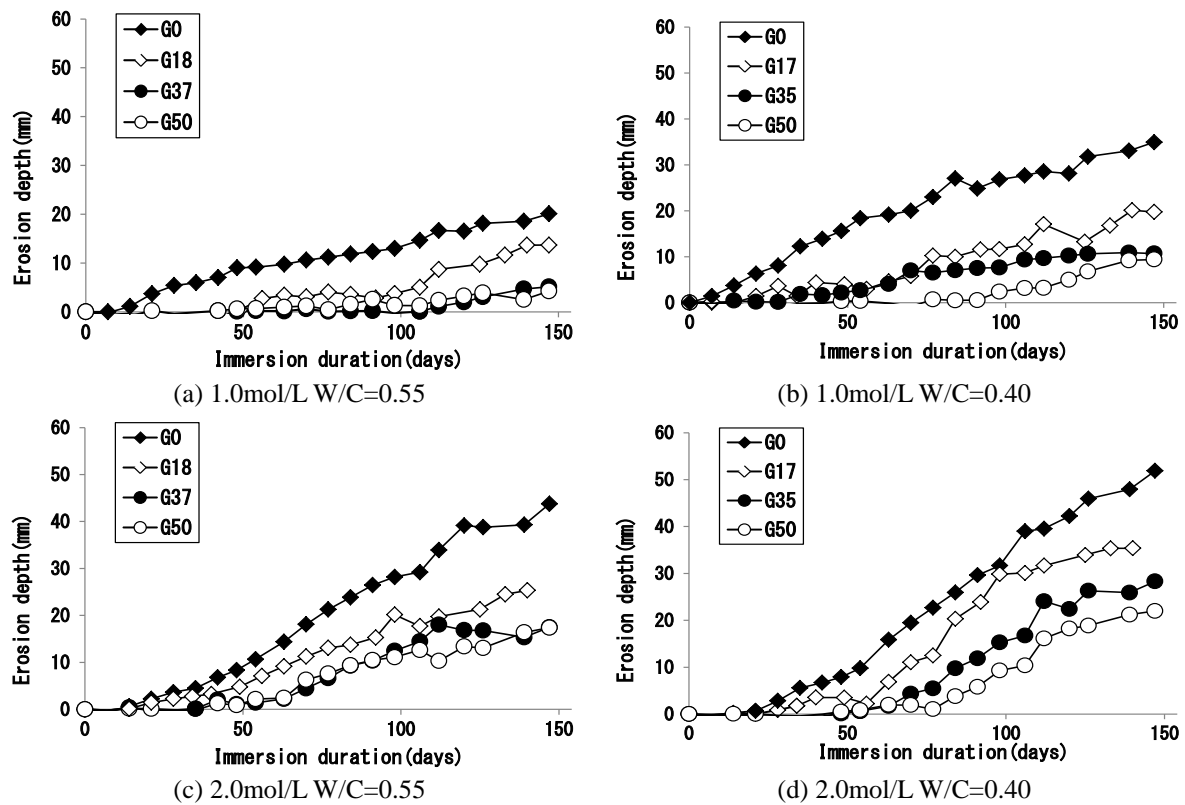 60
50
40
30
20
10
0
Erosion depth(mm)
G0
G18
G37
G50
0 50 100 150
Immersion duration(days)
(a) 1.0mol/L W/C=0.55
60
50
40
30
20
10
0
Erosion depth(mm)
G0
G17
G35
G50
0 50 100 150
Immersion duration(days)
(b) 1.0mol/L W/C=0.40
60
50
40
30
20
10
0
Erosion depth(mm)
G0
G18
G37
G50
0 50 100 150
Immersion duration(days)
(c) 2.0mol/L W/C=0.55
60
50
40
30
20
10
0
Erosion depth(mm)
G0
G17
G35
G50
0 50 100 150
Immersion duration(days)
(d) 2.0mol/L W/C=0.40